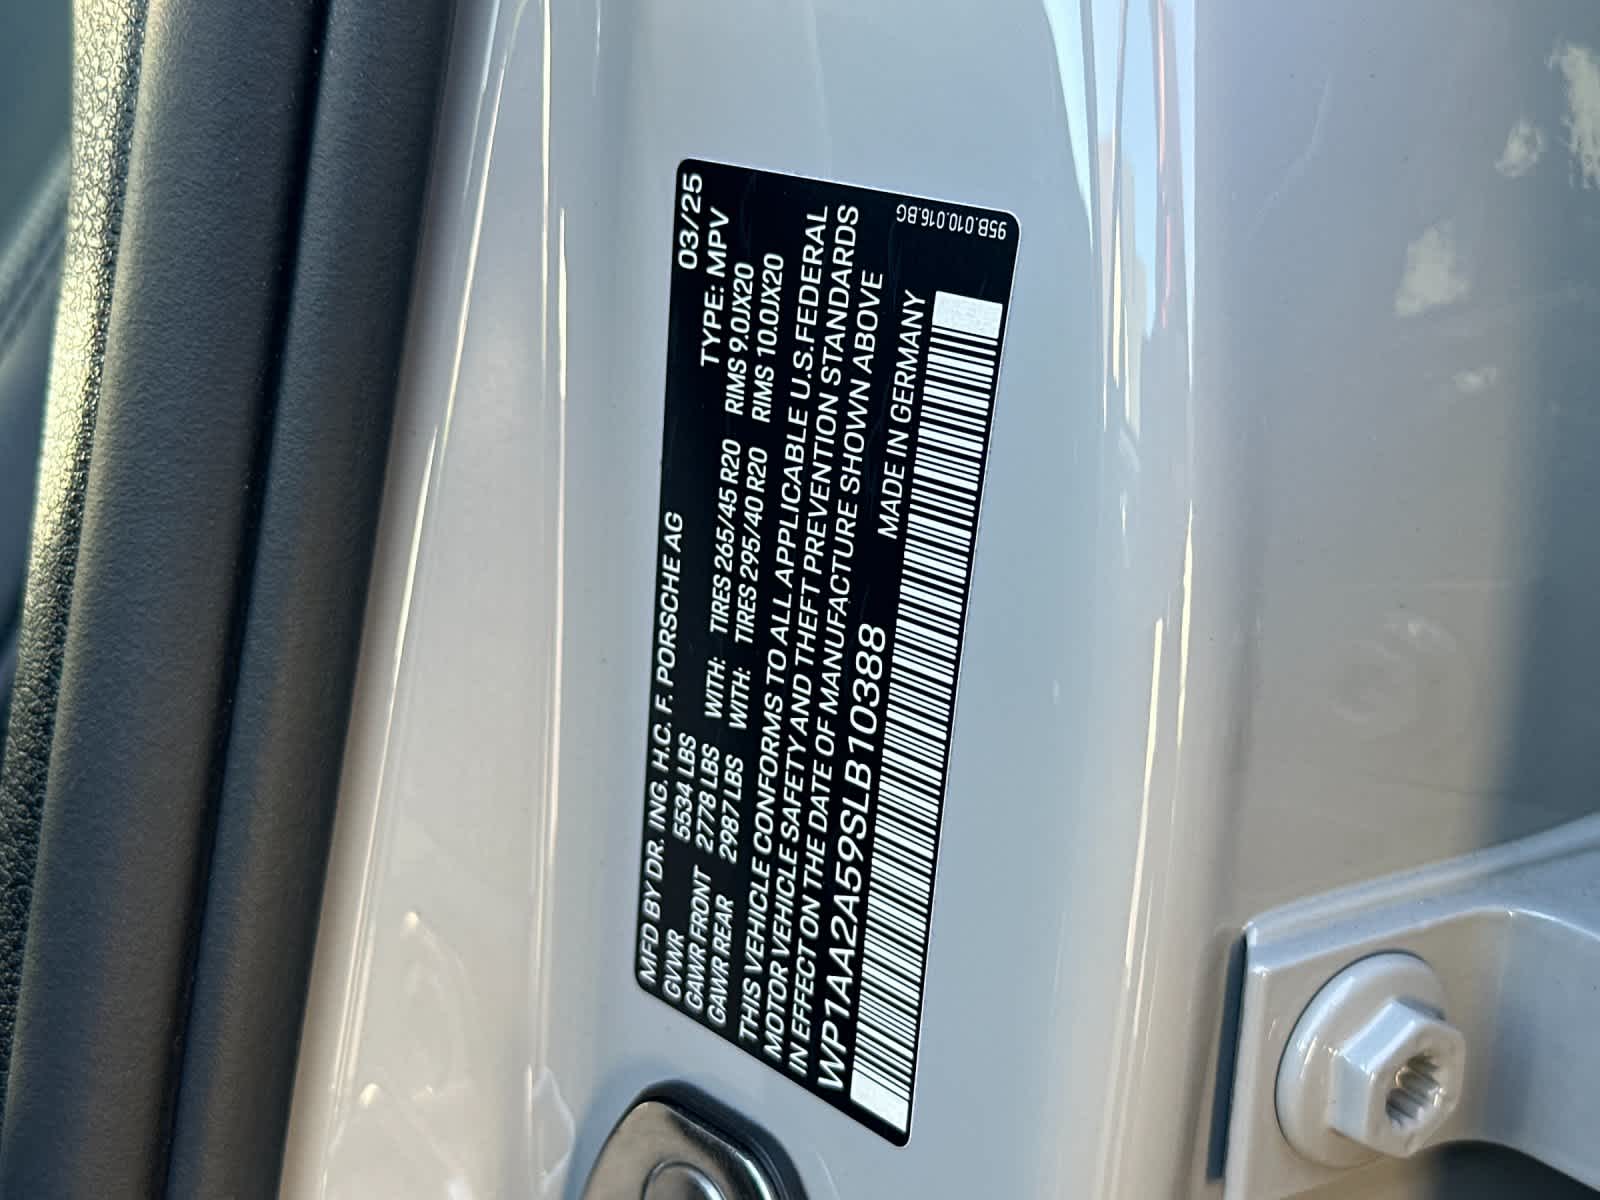 MFD BY DR. ING. H.C. F. PORSCHE AG 03/25
GVWR 5534 LBS TYPE: MPV
GAWR FRONT 2778 LBS WITH: TIRES 265/45 R20 RIMS 9.0JX20
GAWR REAR 2987 LBS WITH: TIRES 295/40 R20 RIMS 10.0JX20
THIS VEHICLE CONFORMS TO ALL APPLICABLE U.S.FEDERAL
MOTOR VEHICLE SAFETY AND THEFT PREVENTION STANDARDS
IN EFFECT ON THE DATE OF MANUFACTURE SHOWN ABOVE
WP1AA2A59SLB10388 MADE IN GERMANY
95B.010.016.BG